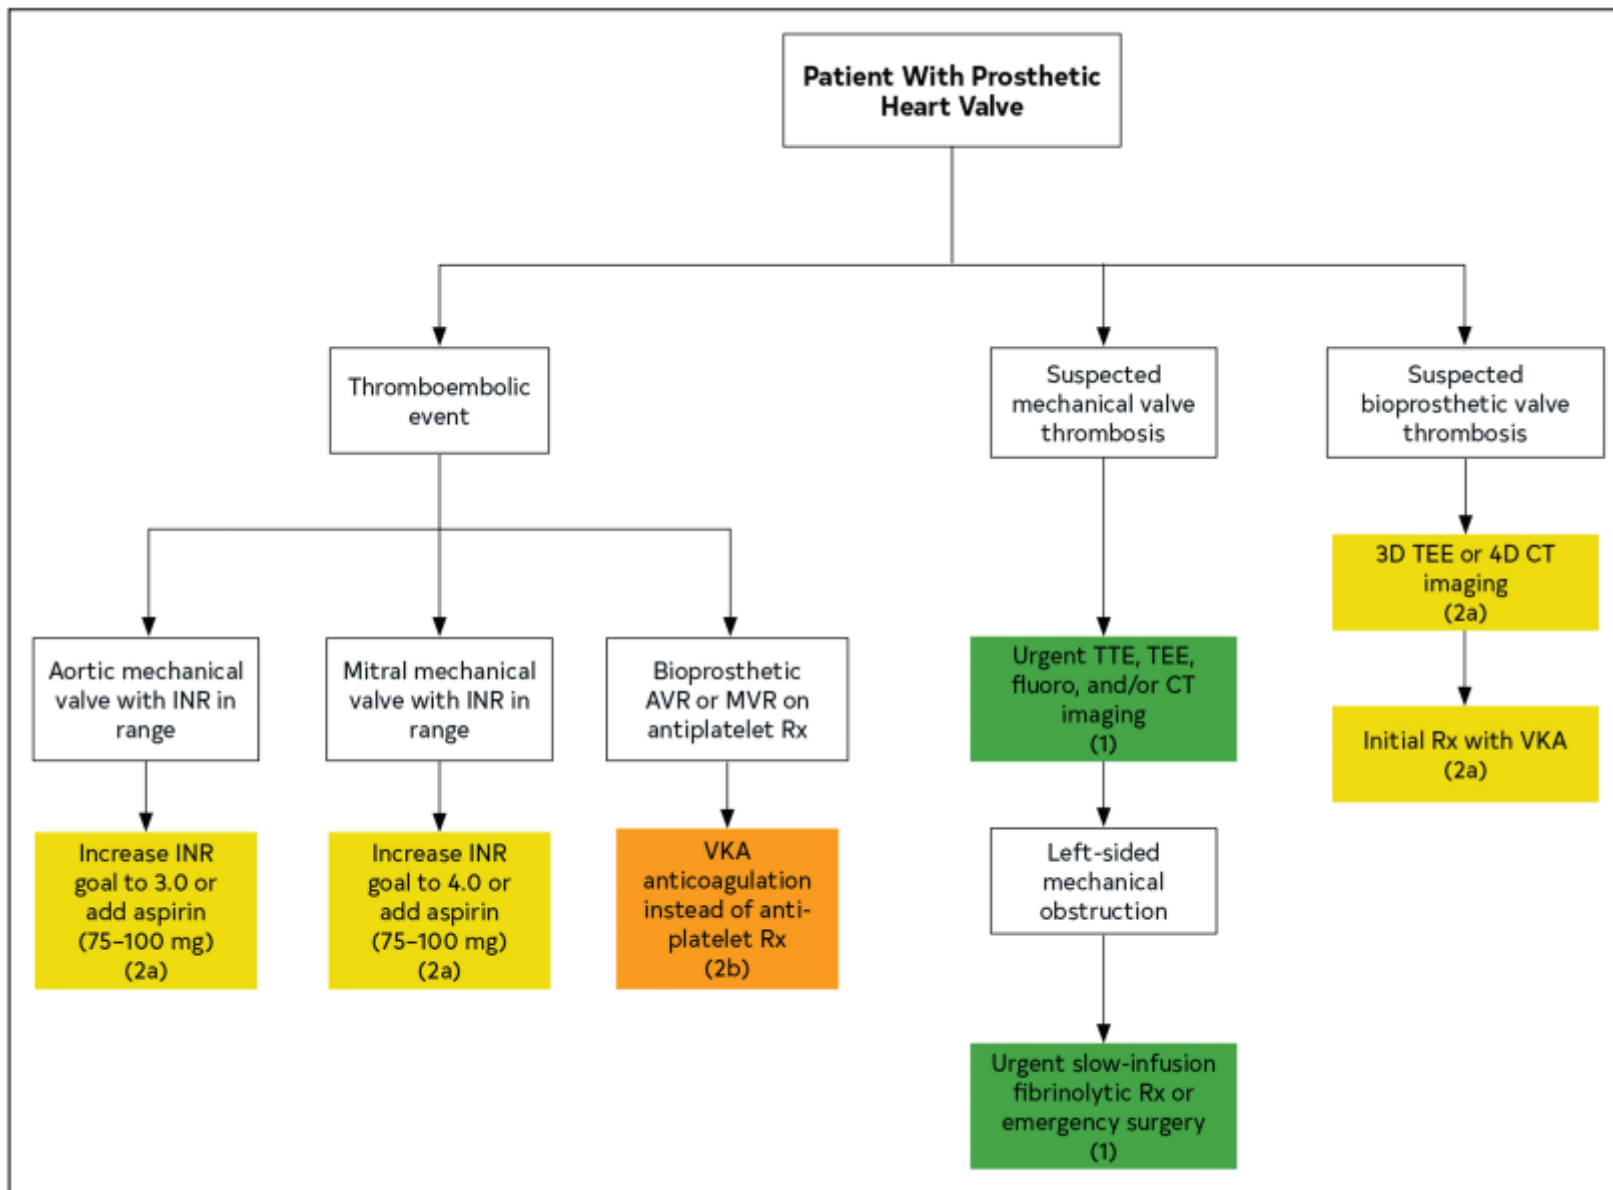 Patient With Prosthetic
Heart Valve
Thromboembolic
event
Suspected
mechanical valve
thrombosis
Suspected
bioprosthetic valve
thrombosis
Aortic mechanical
valve with INR in
range
Mitral mechanical
valve with INR in
range
Bioprosthetic
AVR or MVR on
antiplatelet Rx
Urgent TTE, TEE,
fluoro, and/or CT
imaging
(1)
3D TEE or 4D CT
imaging
(2a)
Initial Rx with VKA
(2a)
Increase INR
goal to 3.0 or
add aspirin
(75–100 mg)
(2a)
Increase INR
goal to 4.0 or
add aspirin
(75–100 mg)
(2a)
VKA
anticoagulation
instead of anti-
platelet Rx
(2b)
Left-sided
mechanical
obstruction
Urgent slow-infusion
fibrinolytic Rx or
emergency surgery
(1)